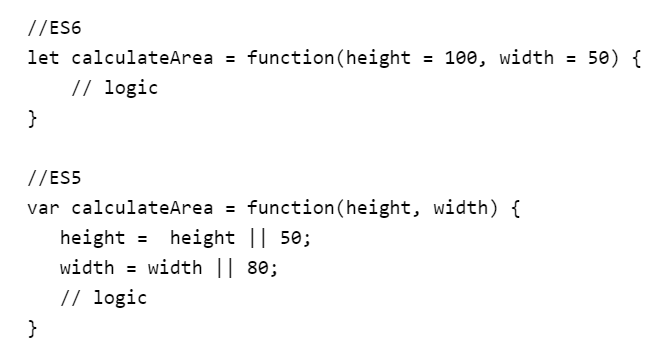 //ES6
let calculateArea = function(height = 100, width = 50) {
    // logic
}

//ES5
var calculateArea = function(height, width) {
   height =  height || 50;
   width = width || 80;
   // logic
}